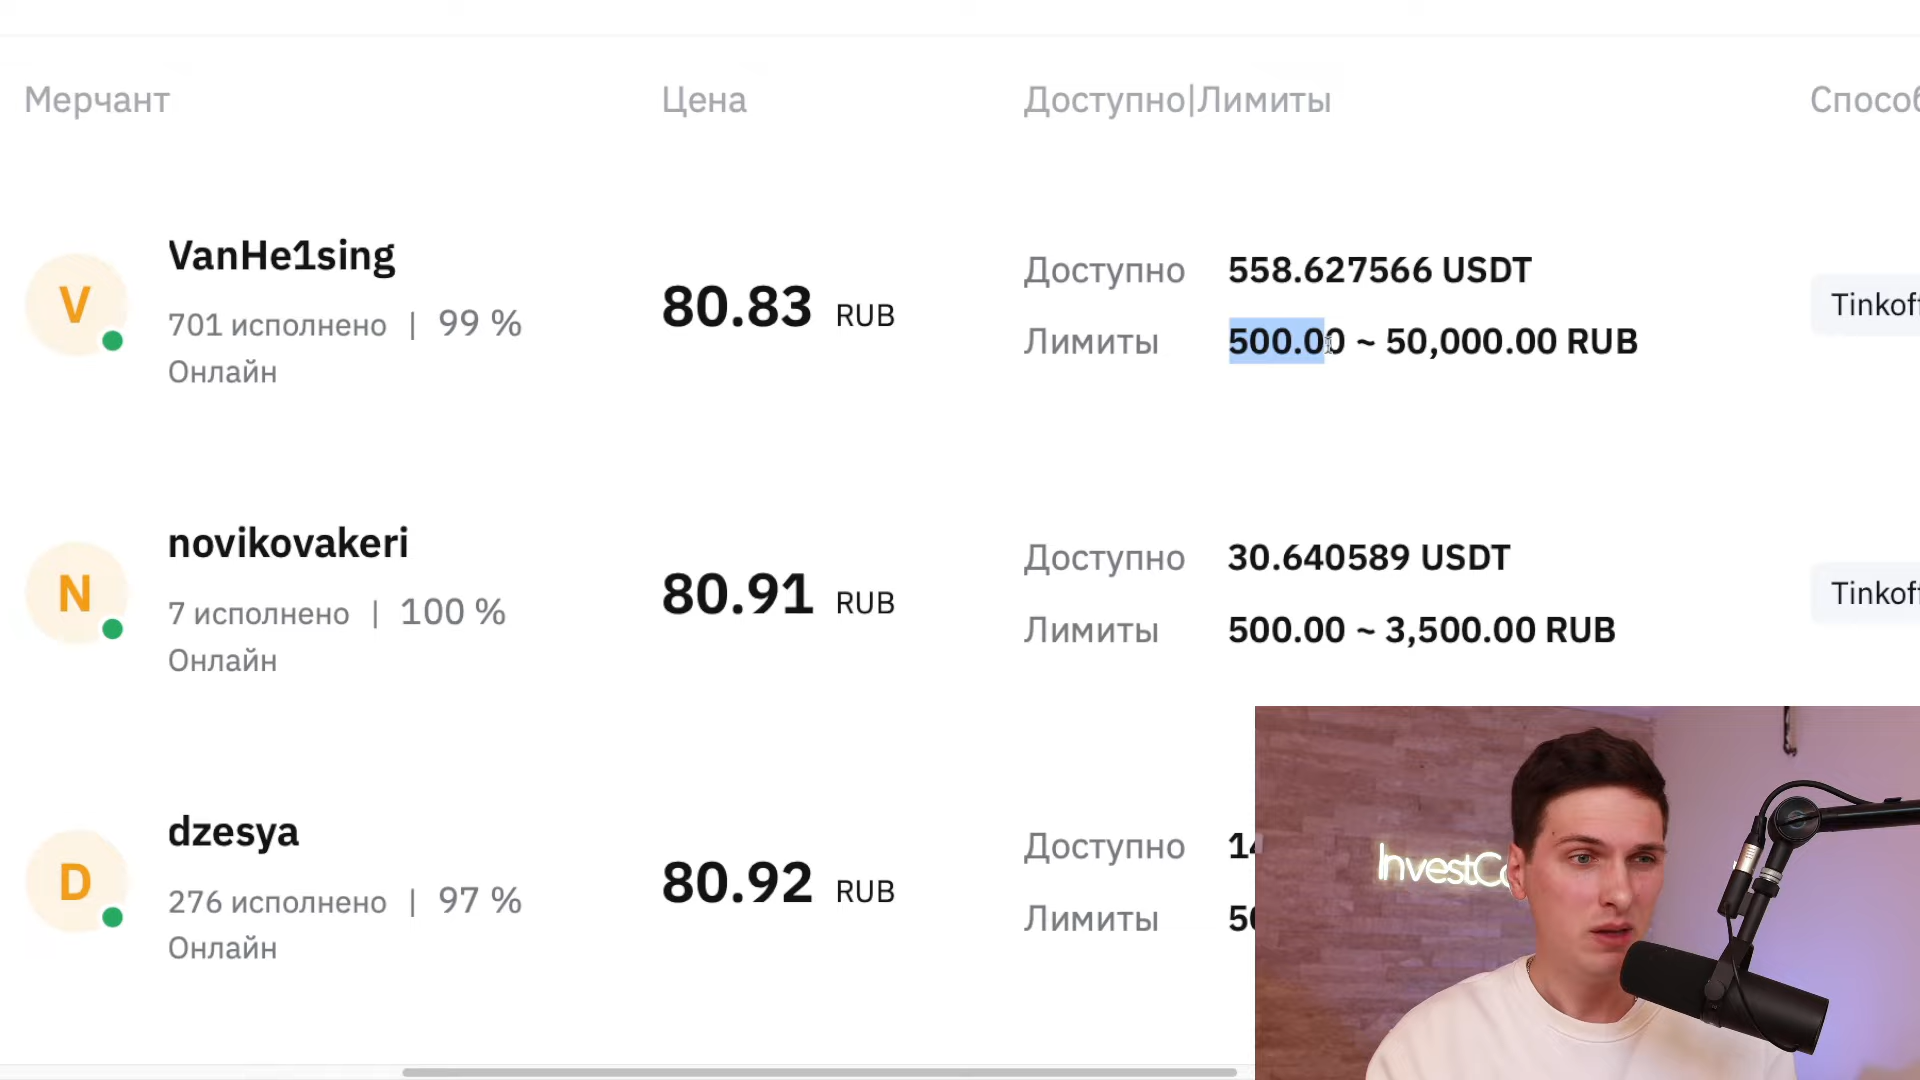 Мерчант
Цена
Доступно|Лимиты
V
VanHe1sing
701 исполнено | 99 %
Онлайн
80.83 RUB
Доступно 558.627566 USDT
Лимиты 500.00 ~ 50,000.00 RUB
N
novikovakeri
7 исполнено | 100 %
Онлайн
80.91 RUB
Доступно 30.640589 USDT
Лимиты 500.00 ~ 3,500.00 RUB
D
dzesya
276 исполнено | 97 %
Онлайн
80.92 RUB
Доступно
Лимиты